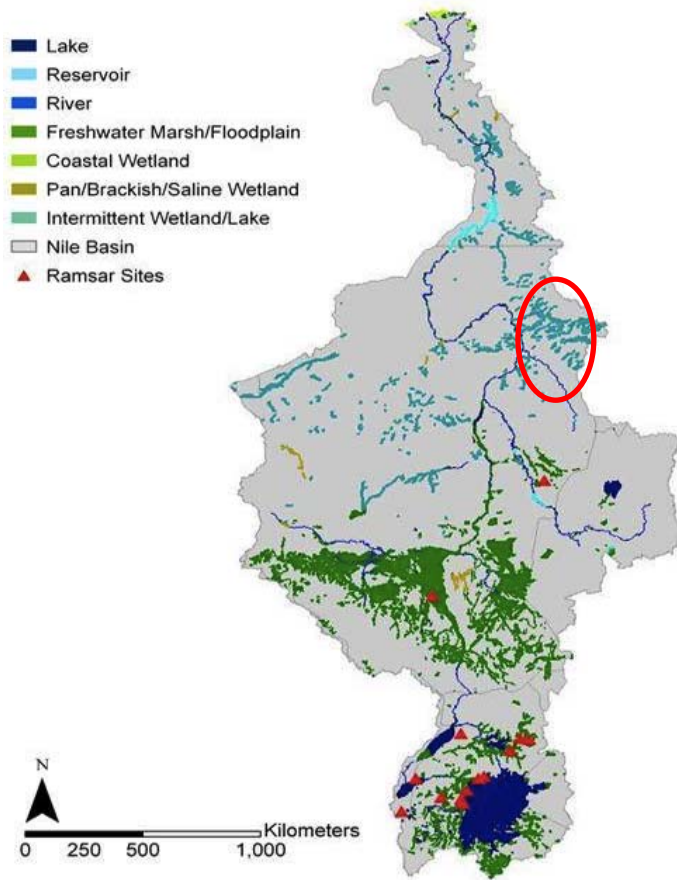 Lake
Reservoir
River
Freshwater Marsh/Floodplain
Coastal Wetland
Pan/Brackish/Saline Wetland
Intermittent Wetland/Lake
Nile Basin
Ramsar Sites
N
Kilometers
0 250 500 1,000